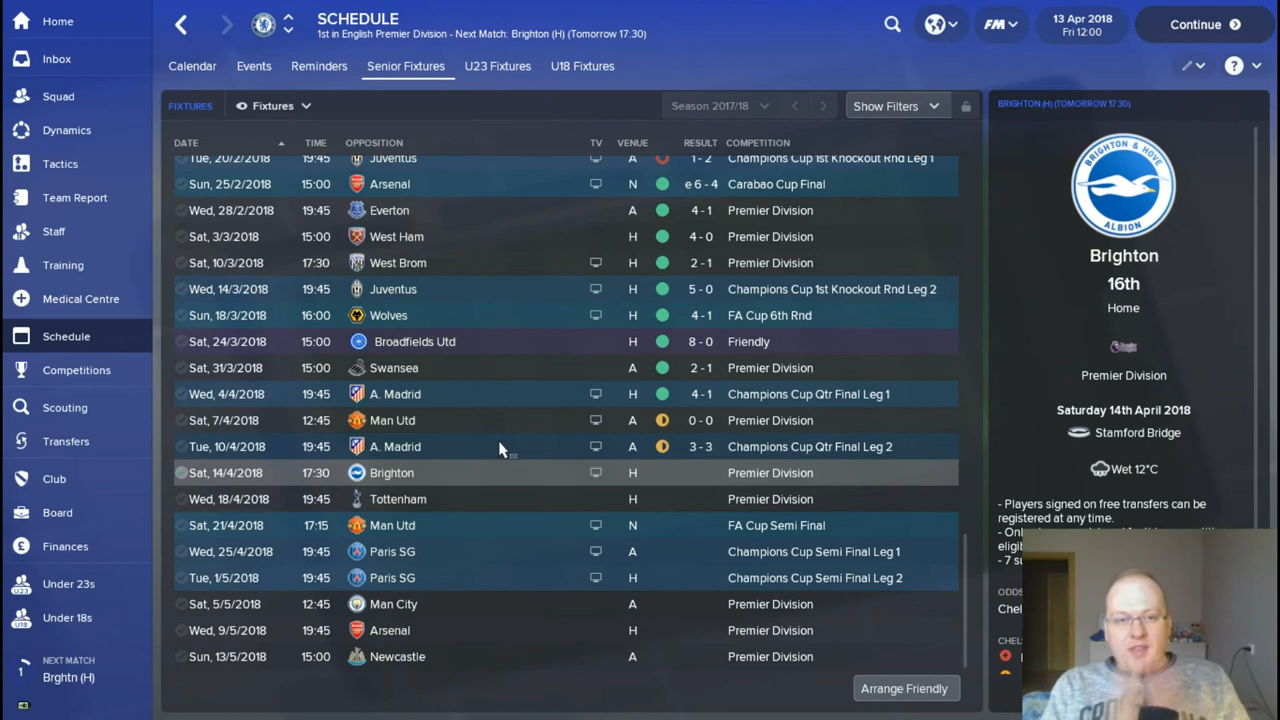 Home
Inbox
Squad
Dynamics
Tactics
Team Report
Staff
Training
Medical Centre
Schedule
Competitions
Scouting
Transfers
Club
Board
Finances
U23 Under 23s
U18 Under 18s
NEXT MATCH
1 Brghtn (H)
SCHEDULE
1st in English Premier Division - Next Match: Brighton (H) (Tomorrow 17:30)
FM
13 Apr 2018
Fri 12:00
Continue
Calendar Events Reminders Senior Fixtures U23 Fixtures U18 Fixtures
?
FIXTURES Fixtures Season 2017/18 Show Filters
DATE TIME OPPOSITION TV VENUE RESULT COMPETITION
Tue, 20/2/2018 19:45 Juventus A 1 - 2 Champions Cup 1st Knockout Rnd Leg 1
Sun, 25/2/2018 15:00 Arsenal N e 6 - 4 Carabao Cup Final
Wed, 28/2/2018 19:45 Everton A 4 - 1 Premier Division
Sat, 3/3/2018 15:00 West Ham H 4 - 0 Premier Division
Sat, 10/3/2018 17:30 West Brom H 2 - 1 Premier Division
Wed, 14/3/2018 19:45 Juventus H 5 - 0 Champions Cup 1st Knockout Rnd Leg 2
Sun, 18/3/2018 16:00 Wolves H 4 - 1 FA Cup 6th Rnd
Sat, 24/3/2018 15:00 Broadfields Utd H 8 - 0 Friendly
Sat, 31/3/2018 15:00 Swansea A 2 - 1 Premier Division
Wed, 4/4/2018 19:45 A. Madrid H 4 - 1 Champions Cup Qtr Final Leg 1
Sat, 7/4/2018 12:45 Man Utd A 0 - 0 Premier Division
Tue, 10/4/2018 19:45 A. Madrid A 3 - 3 Champions Cup Qtr Final Leg 2
Sat, 14/4/2018 17:30 Brighton H Premier Division
Wed, 18/4/2018 19:45 Tottenham H Premier Division
Sat, 21/4/2018 17:15 Man Utd N FA Cup Semi Final
Wed, 25/4/2018 19:45 Paris SG A Champions Cup Semi Final Leg 1
Tue, 1/5/2018 19:45 Paris SG H Champions Cup Semi Final Leg 2
Sat, 5/5/2018 12:45 Man City A Premier Division
Wed, 9/5/2018 19:45 Arsenal H Premier Division
Sun, 13/5/2018 15:00 Newcastle A Premier Division
Arrange Friendly
BRIGHTON (H) (TOMORROW 17:30)
BRIGHTON & HOVE
ALBION
Brighton
16th
Home
Premier Division
Saturday 14th April 2018
Stamford Bridge
Wet 12°C
- Players signed on free transfers can be
registered at any time.